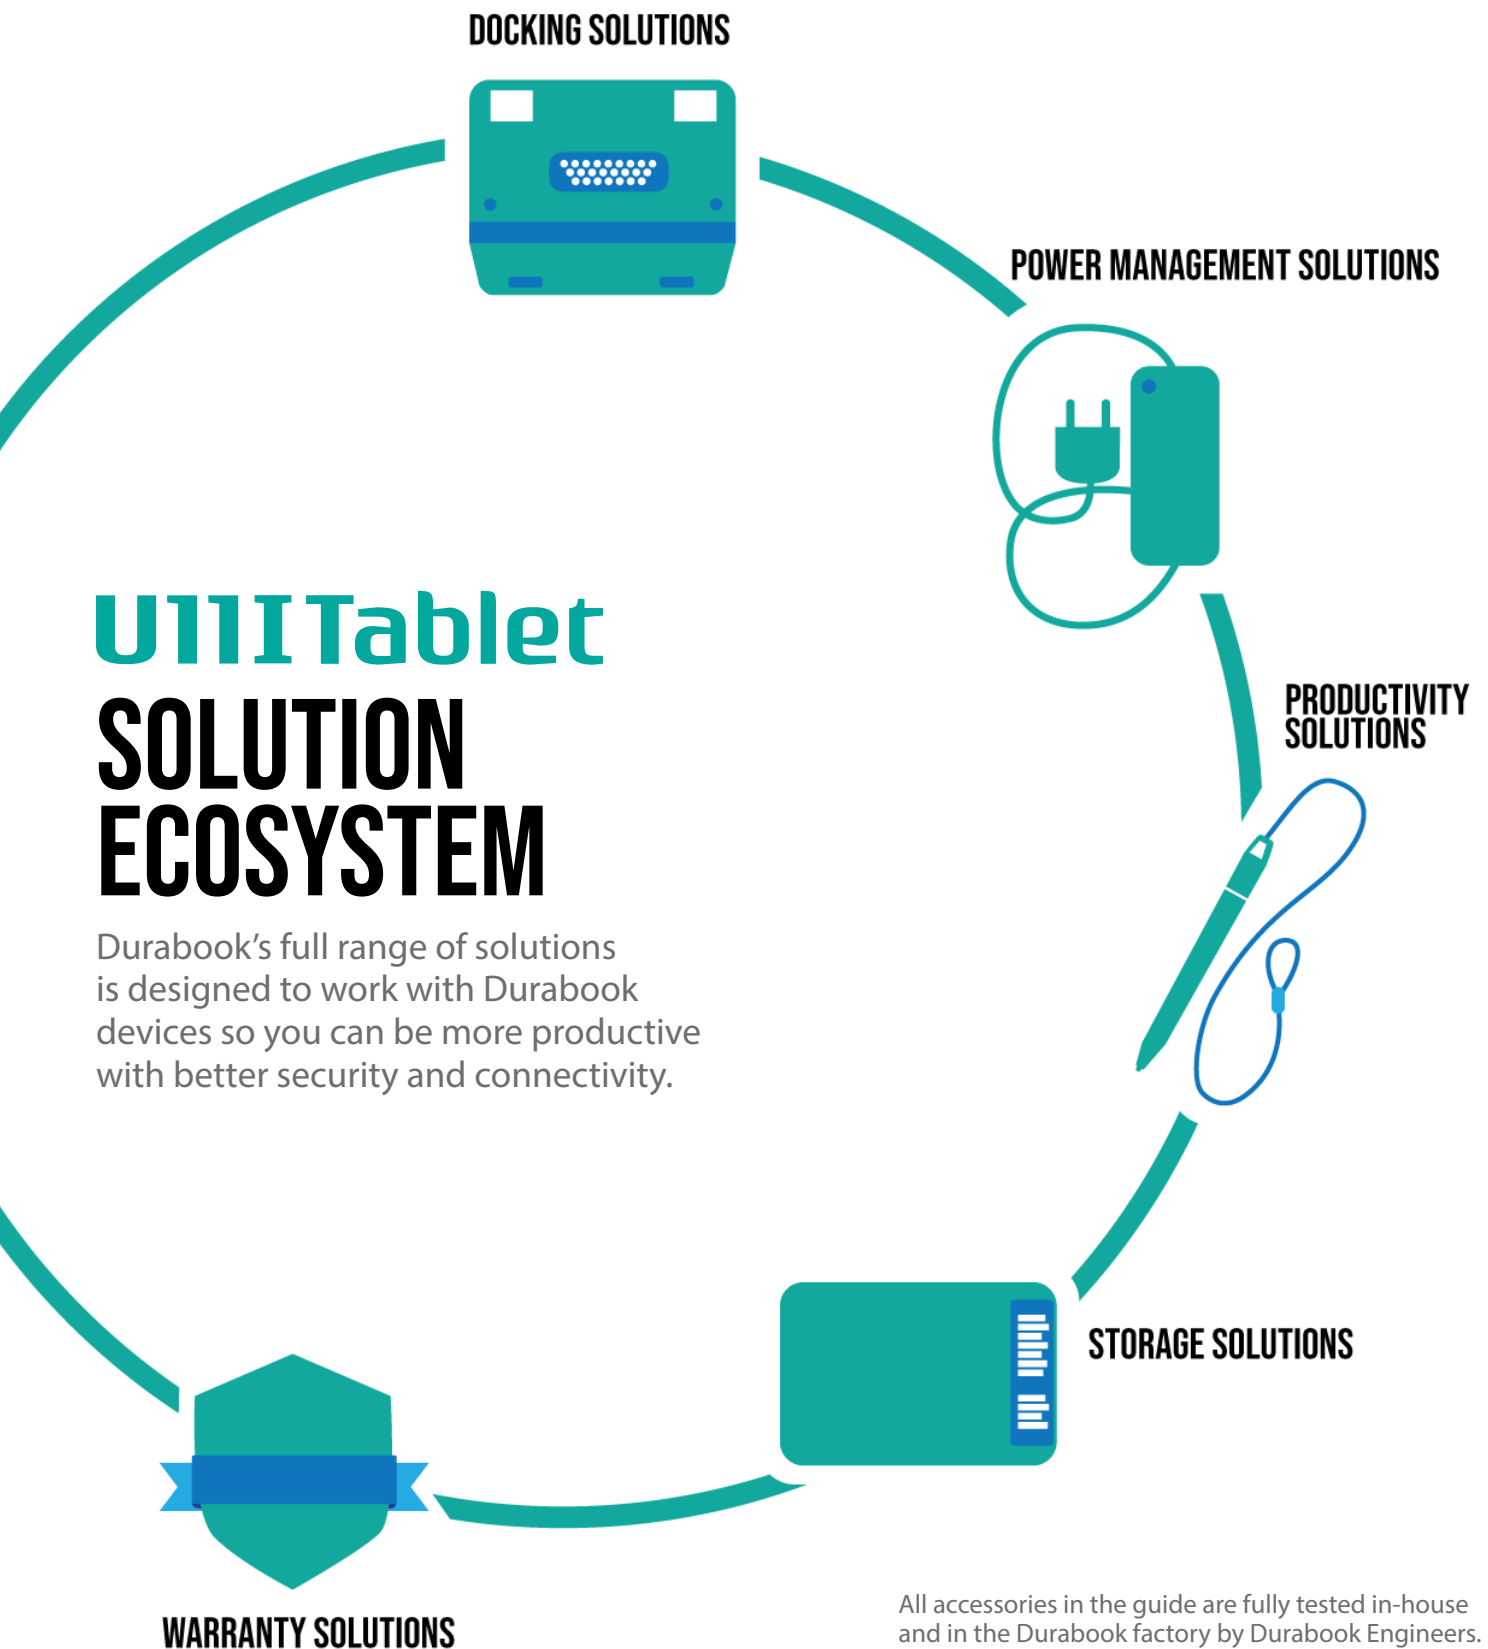 DOCKING SOLUTIONS
POWER MANAGEMENT SOLUTIONS
U11I Tablet
SOLUTION
ECOSYSTEM
Durabook’s full range of solutions
is designed to work with Durabook
devices so you can be more productive
with better security and connectivity.
PRODUCTIVITY
SOLUTIONS
STORAGE SOLUTIONS
WARRANTY SOLUTIONS
All accessories in the guide are fully tested in-house
and in the Durabook factory by Durabook Engineers.